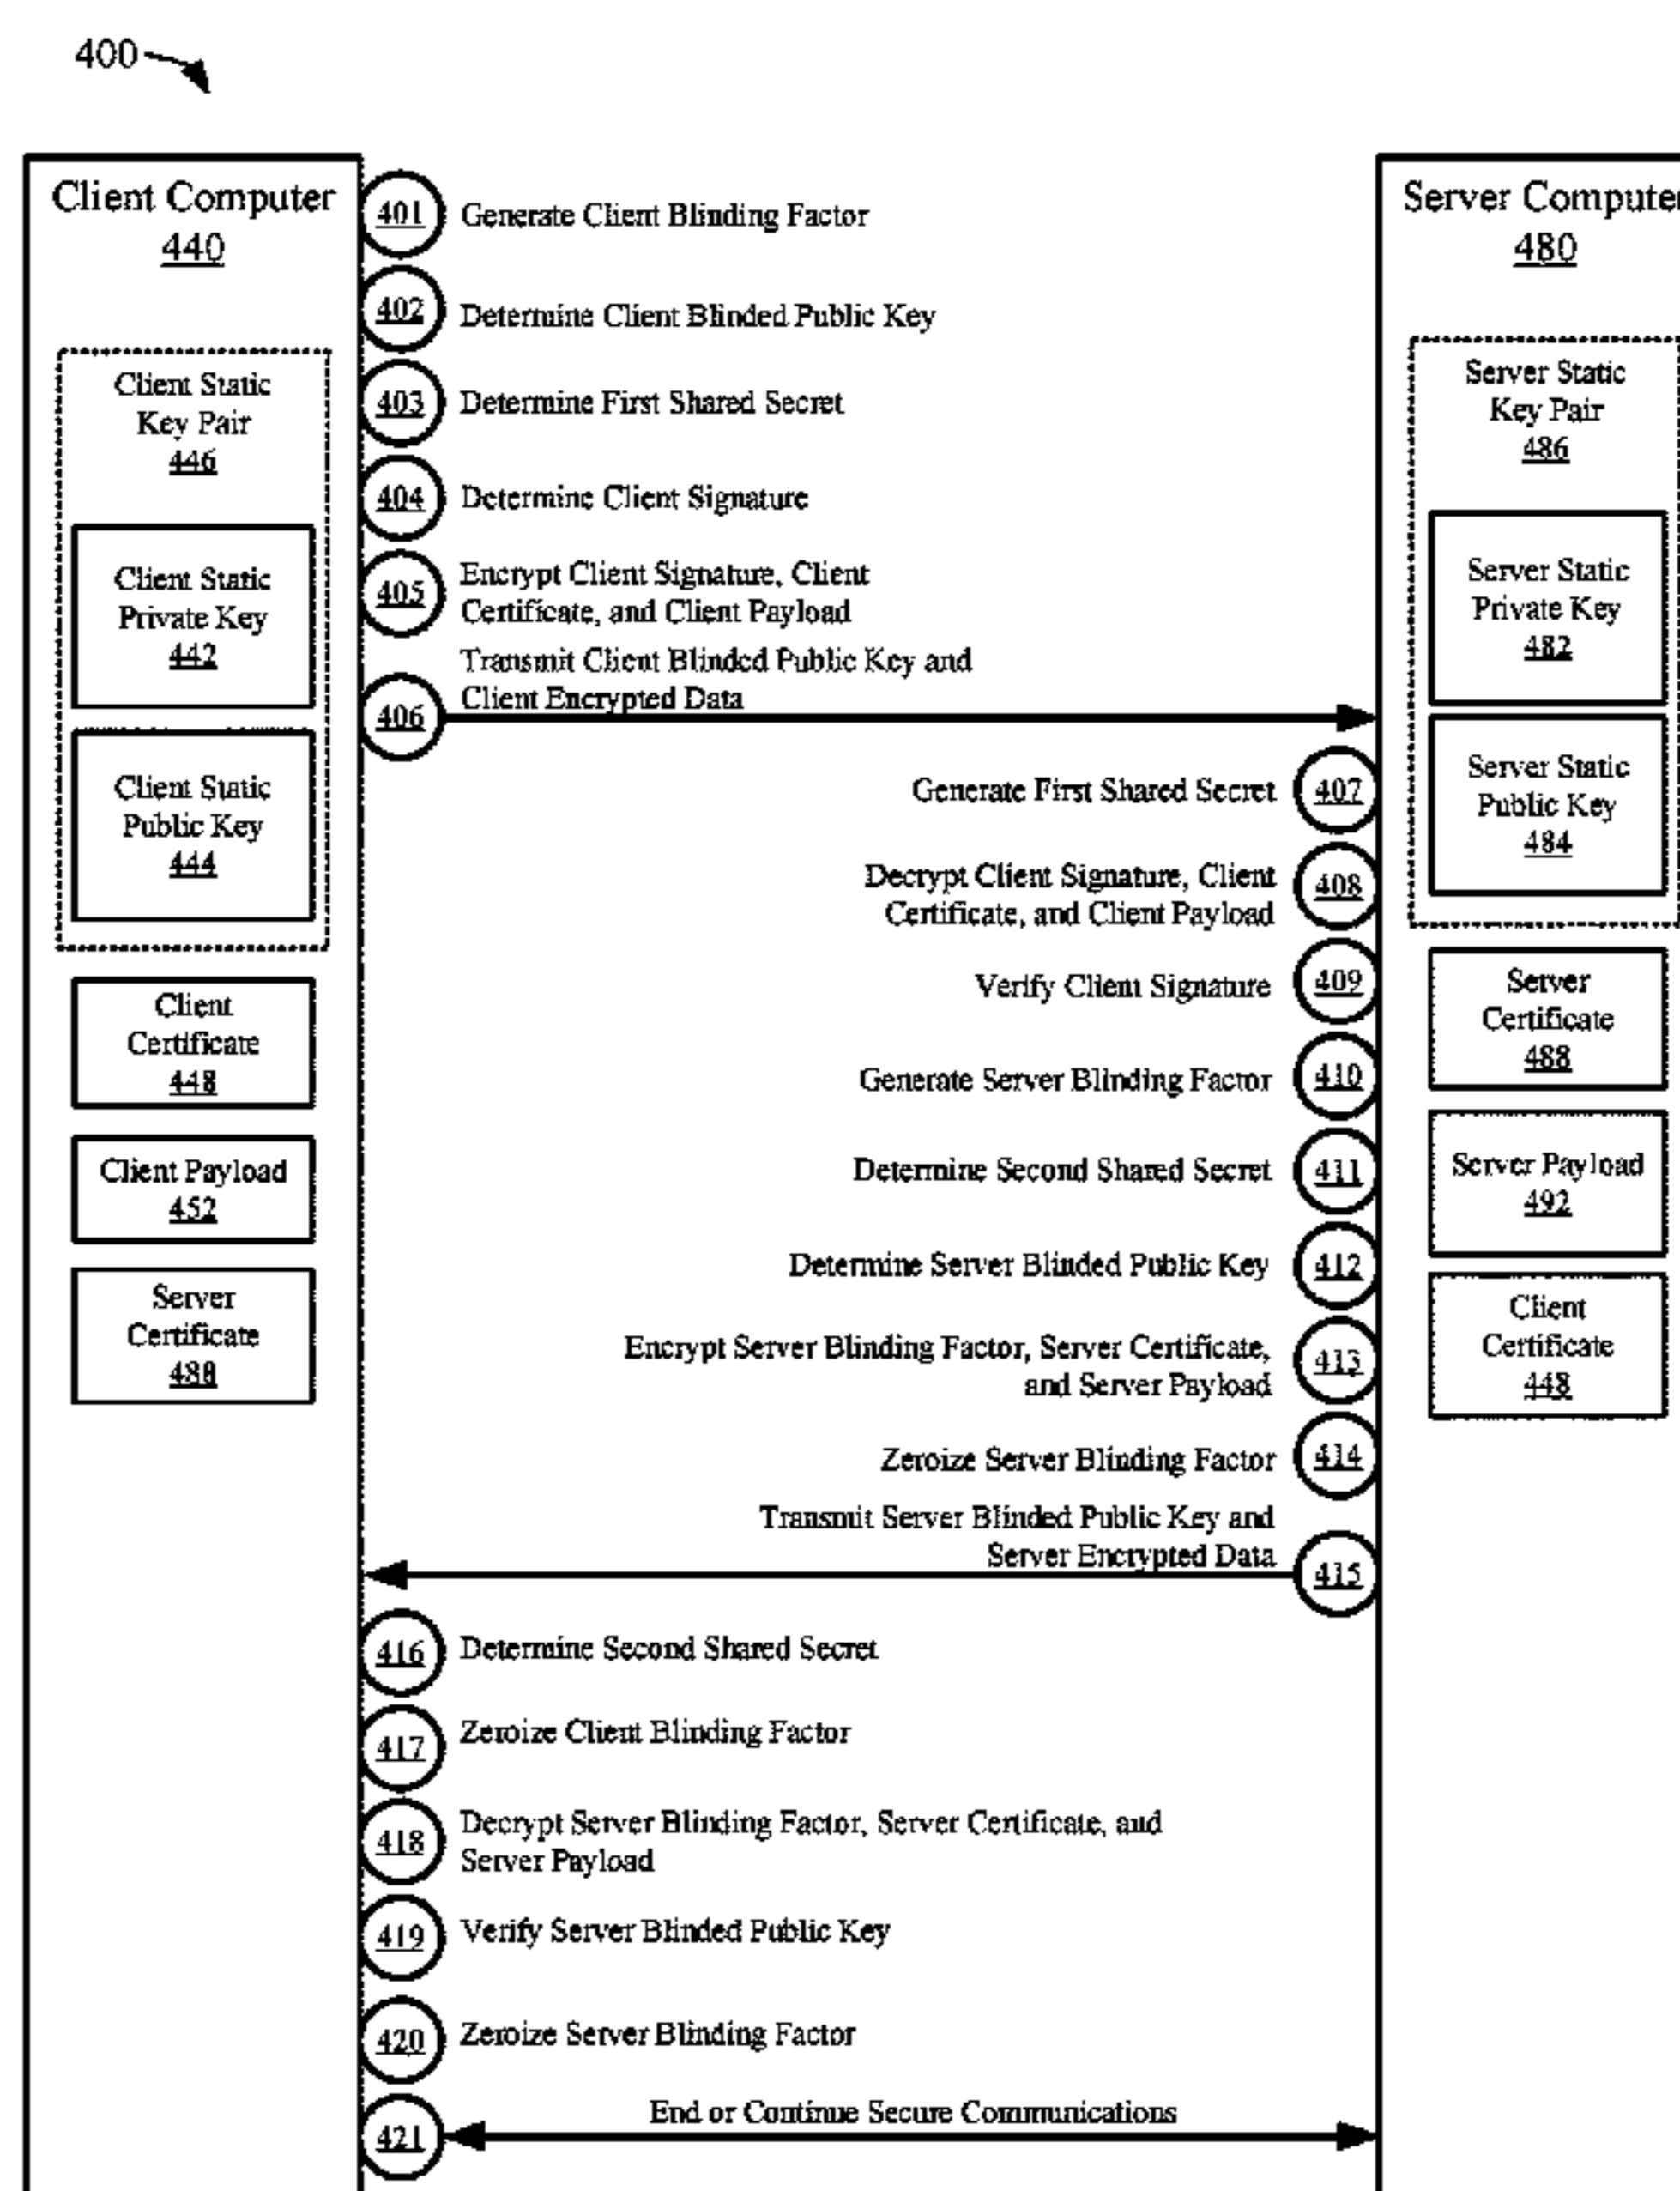 400
Client Computer
440
Client Static
Key Pair
446
Client Static
Private Key
442
Client Static
Public Key
444
Client
Certificate
448
Client Payload
452
Server
Certificate
488
401 Generate Client Blinding Factor
402 Determine Client Blinded Public Key
403 Determine First Shared Secret
404 Determine Client Signature
405 Encrypt Client Signature, Client
Certificate, and Client Payload
Transmit Client Blinded Public Key and
406 Client Encrypted Data
Generate First Shared Secret 407
Decrypt Client Signature, Client 408
Certificate, and Client Payload
Verify Client Signature 409
Generate Server Blinding Factor 410
Determine Second Shared Secret 411
Determine Server Blinded Public Key 412
Encrypt Server Blinding Factor, Server Certificate, 413
and Server Payload
Zeroize Server Blinding Factor 414
Transmit Server Blinded Public Key and
Server Encrypted Data 415
416 Determine Second Shared Secret
417 Zeroize Client Blinding Factor
418 Decrypt Server Blinding Factor, Server Certificate, and
Server Payload
419 Verify Server Blinded Public Key
420 Zeroize Server Blinding Factor
421 End or Continue Secure Communications
Server Computer
480
Server Static
Key Pair
486
Server Static
Private Key
482
Server Static
Public Key
484
Server
Certificate
488
Server Payload
492
Client
Certificate
448